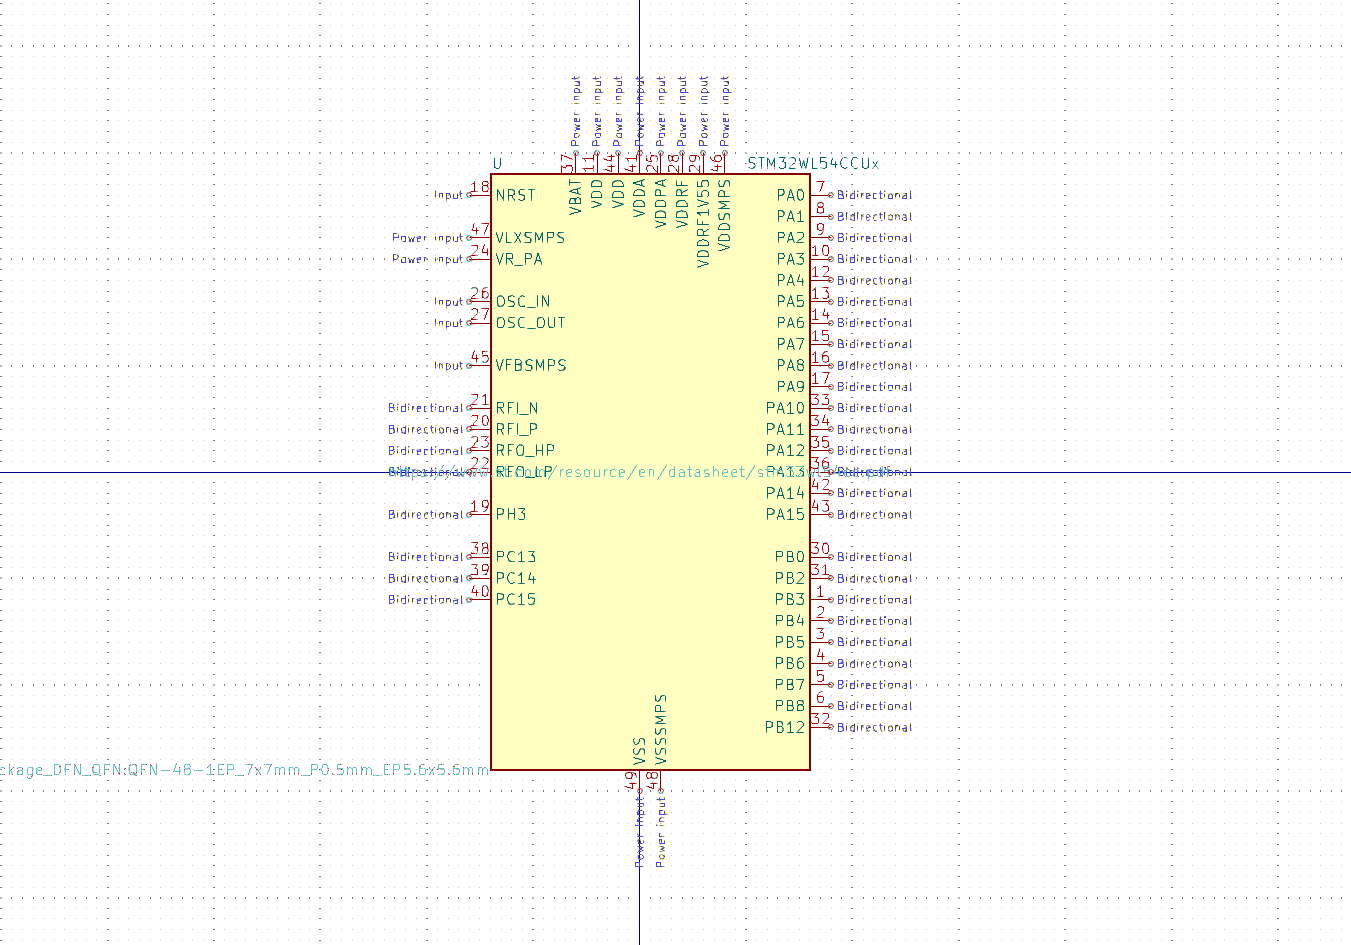 Power input Power input Power input Power input Power input Power input Power input Power input
37 11 44 41 25 28 29 46
U STM32WL54CCUx
VBAT VDD VDD VDDA VDDPA VDDRF VDDRF1V55 VDDSMPS
Input 18 NRST PA0 7 Bidirectional
PA1 8 Bidirectional
Power input 47 VLXSMPS PA2 9 Bidirectional
Power input 24 VR_PA PA3 10 Bidirectional
PA4 12 Bidirectional
Input 26 OSC_IN PA5 13 Bidirectional
Input 27 OSC_OUT PA6 14 Bidirectional
PA7 15 Bidirectional
Input 45 VFBSMPS PA8 16 Bidirectional
PA9 17 Bidirectional
Bidirectional 21 RFI_N PA10 33 Bidirectional
Bidirectional 20 RFI_P PA11 34 Bidirectional
Bidirectional 23 RFO_HP PA12 35 Bidirectional
22 RFO_LP /resource/en/datasheet/ PA13 36 Bidirectional
PA14 42 Bidirectional
Bidirectional 19 PH3 PA15 43 Bidirectional
Bidirectional 38 PC13 PB0 30 Bidirectional
Bidirectional 39 PC14 PB2 31 Bidirectional
Bidirectional 40 PC15 PB3 1 Bidirectional
PB4 2 Bidirectional
PB5 3 Bidirectional
PB6 4 Bidirectional
PB7 5 Bidirectional
PB8 6 Bidirectional
PB12 32 Bidirectional
VSS VSSSMPS
ckage_DFN_QFN:QFN-48-1EP_7x7mm_P0.5mm_EP5.6x5.6mm
49 48
Power input Power input